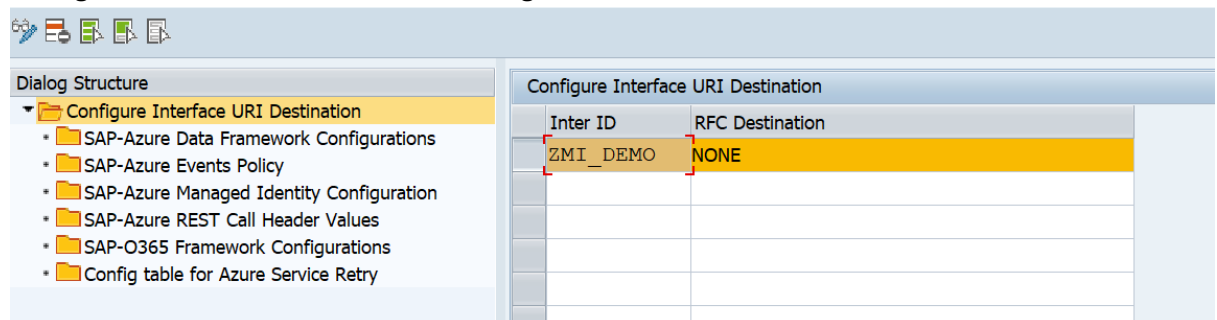 Dialog Structure
Configure Interface URI Destination
SAP-Azure Data Framework Configurations
SAP-Azure Events Policy
SAP-Azure Managed Identity Configuration
SAP-Azure REST Call Header Values
SAP-O365 Framework Configurations
Config table for Azure Service Retry
Configure Interface URI Destination
Inter ID RFC Destination
ZMI_DEMO NONE